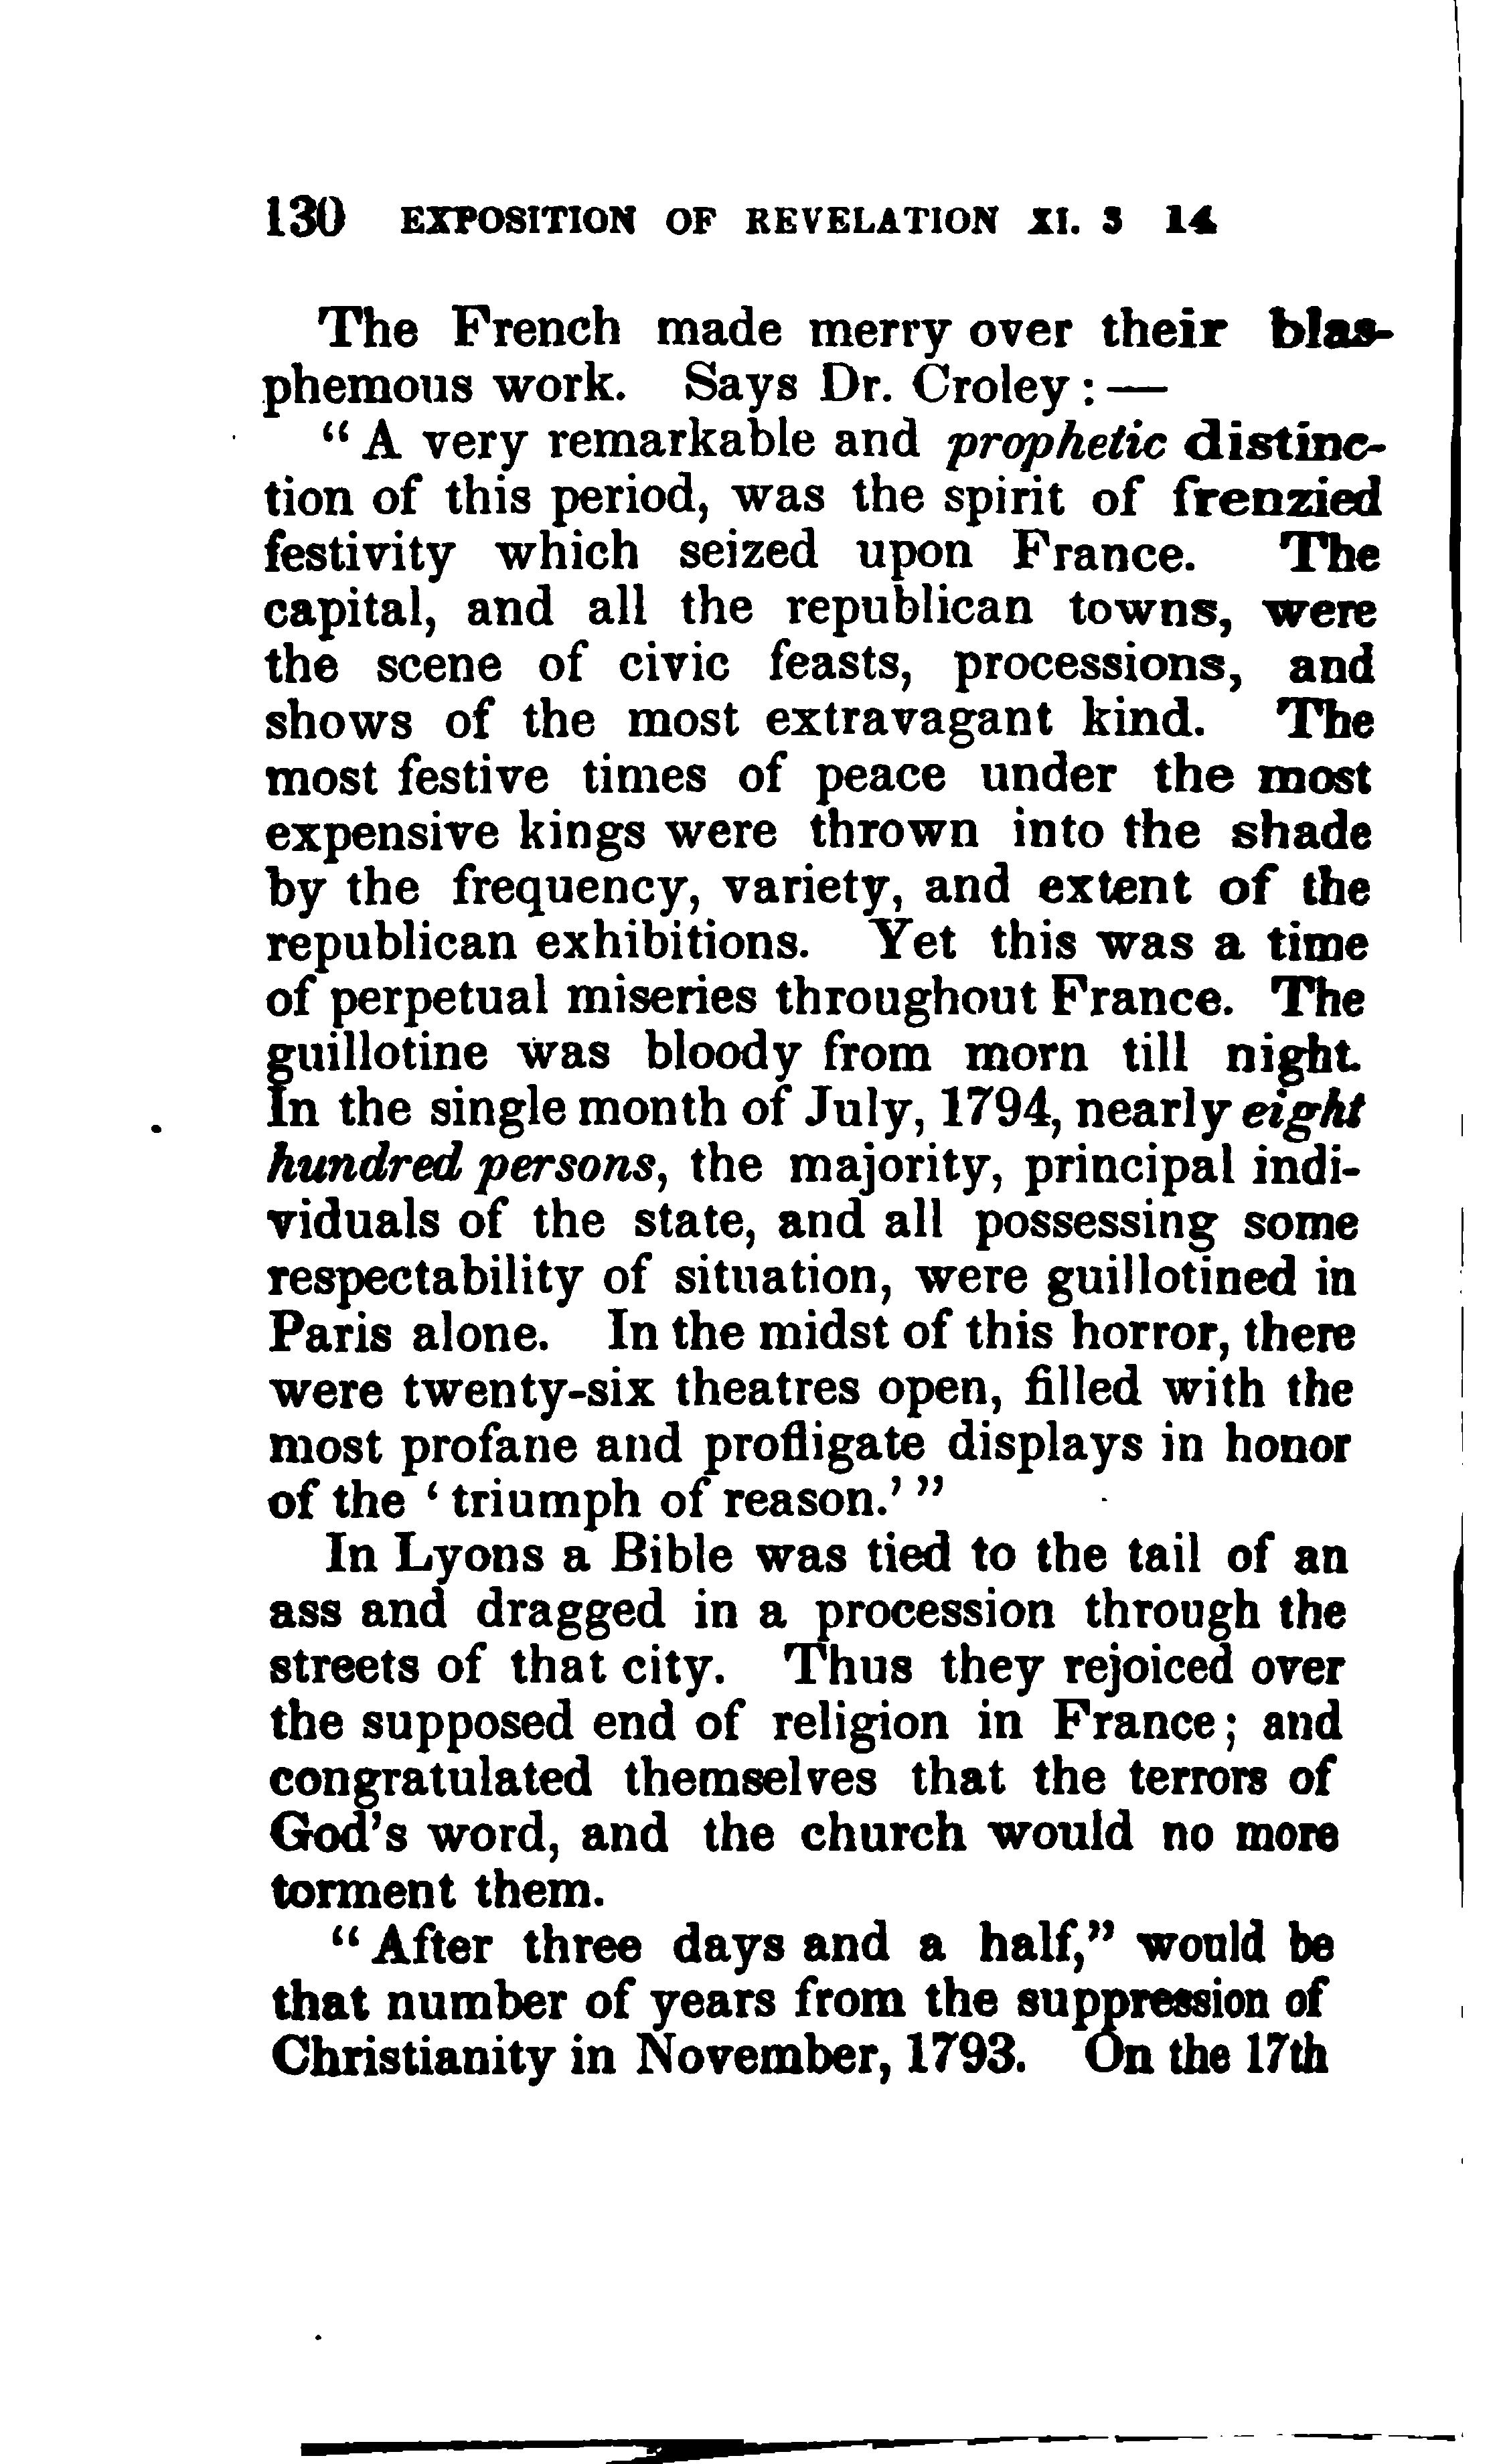 130 EXPOSITION OF REVELATION XI. 3 14
The French made merry over their blas-
phemous work. Says Dr. Croley : —
“ A very remarkable and prophetic distinc-
tion of this period, was the spirit of frenzied
festivity which seized upon France. The
capital, and all the republican towns, were
the scene of civic feasts, processions, and
shows of the most extravagant kind. The
most festive times of peace under the most
expensive kings were thrown into the shade
by the frequency, variety, and extent of the
republican exhibitions. Yet this was a time
of perpetual miseries throughout France. The
guillotine was bloody from morn till night.
In the single month of July, 1794, nearly eight
hundred persons, the majority, principal indi-
viduals of the state, and all possessing some
respectability of situation, were guillotined in
Paris alone. In the midst of this horror, there
were twenty-six theatres open, filled with the
most profane and profligate displays in honor
of the ‘ triumph of reason.’ ”
In Lyons a Bible was tied to the tail of an
ass and dragged in a procession through the
streets of that city. Thus they rejoiced over
the supposed end of religion in France ; and
congratulated themselves that the terrors of
God’s word, and the church would no more
torment them.
“ After three days and a half,” would be
that number of years from the suppression of
Christianity in November, 1793. On the 17th